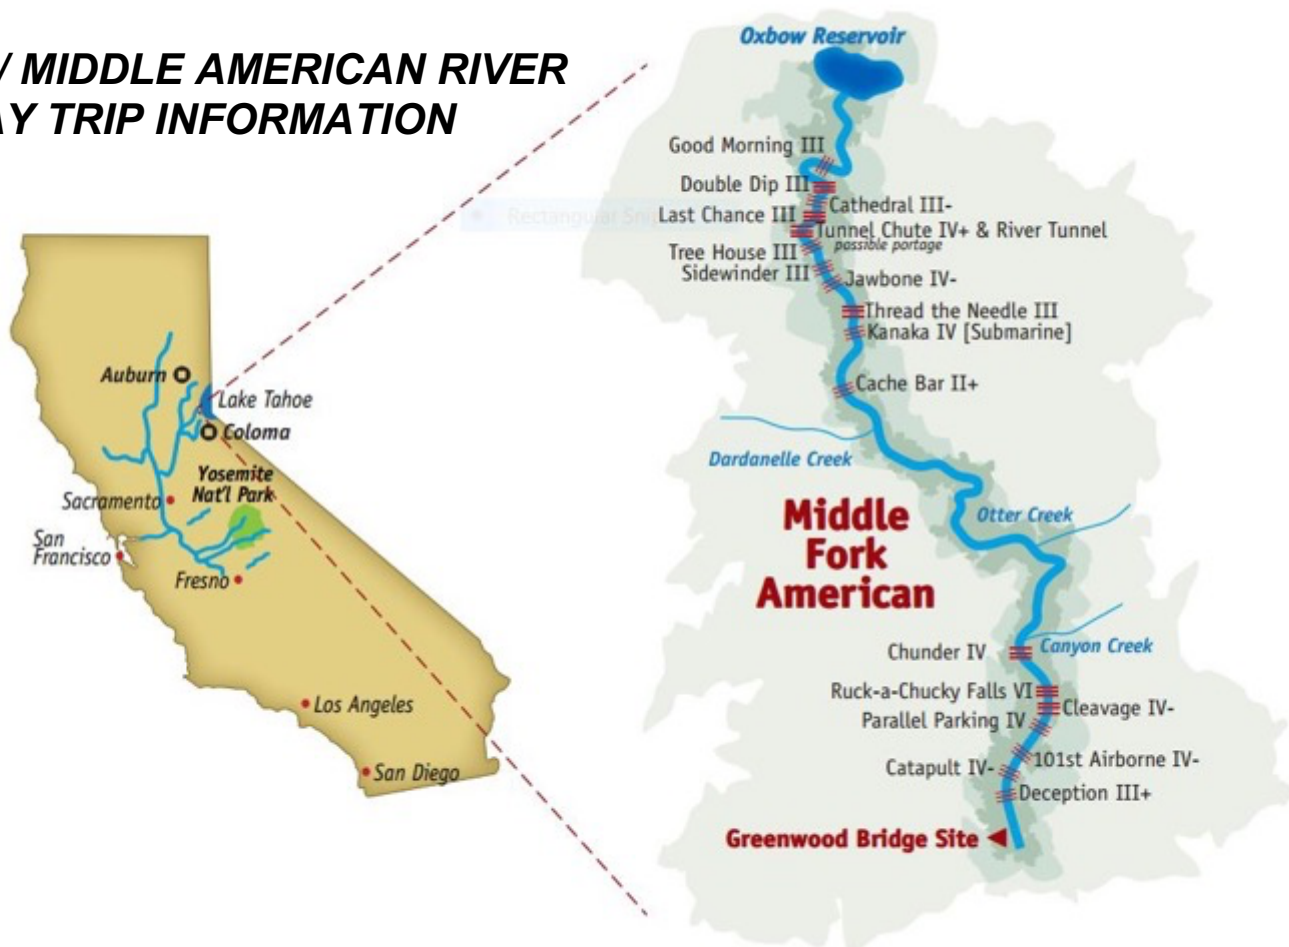 / MIDDLE AMERICAN RIVER
AY TRIP INFORMATION
Auburn
Lake Tahoe
Coloma
Yosemite
Nat'l Park
Sacramento
San
Francisco
Fresno
Los Angeles
San Diego
Oxbow Reservoir
Good Morning III
Double Dip III
Cathedral III-
Last Chance III
Tunnel Chute IV+ & River Tunnel
possible portage
Tree House III
Sidewinder III
Jawbone IV-
Thread the Needle III
Kanaka IV [Submarine]
Cache Bar II+
Dardanelle Creek
Middle
Fork
American
Otter Creek
Canyon Creek
Chunder IV
Ruck-a-Chucky Falls VI
Cleavage IV-
Parallel Parking IV
101st Airborne IV-
Catapult IV-
Deception III+
Greenwood Bridge Site
Rectangular Snip